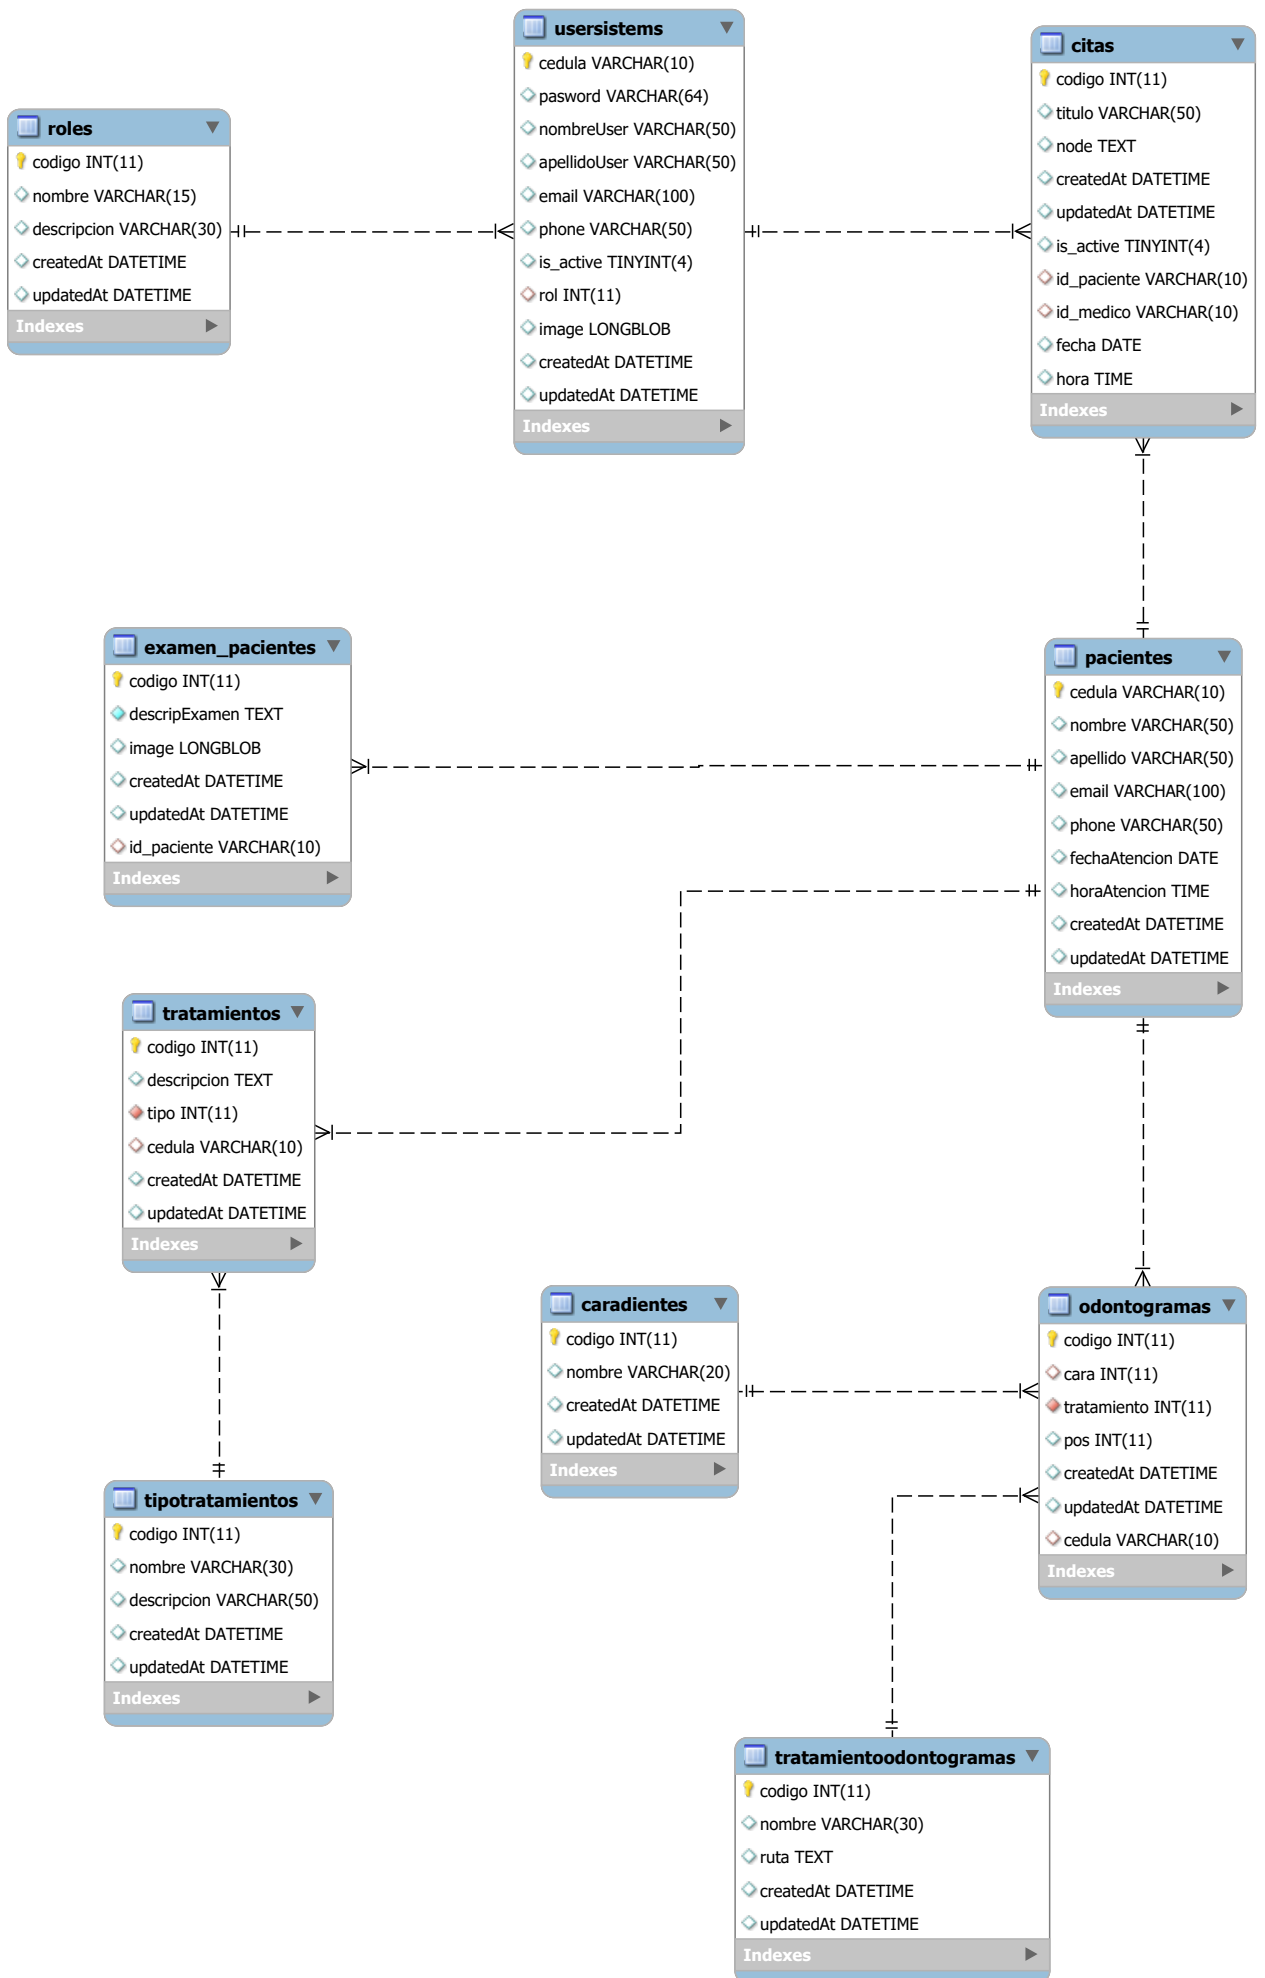 usersistems
cedula VARCHAR(10)
pasword VARCHAR(64)
nombreUser VARCHAR(50)
apellidoUser VARCHAR(50)
email VARCHAR(100)
phone VARCHAR(50)
is_active TINYINT(4)
rol INT(11)
image LONGBLOB
createdAt DATETIME
updatedAt DATETIME
Indexes
citas
codigo INT(11)
titulo VARCHAR(50)
node TEXT
createdAt DATETIME
updatedAt DATETIME
is_active TINYINT(4)
id_paciente VARCHAR(10)
id_medico VARCHAR(10)
fecha DATE
hora TIME
Indexes
roles
codigo INT(11)
nombre VARCHAR(15)
descripcion VARCHAR(30)
createdAt DATETIME
updatedAt DATETIME
Indexes
examen_pacientes
codigo INT(11)
descripExamen TEXT
image LONGBLOB
createdAt DATETIME
updatedAt DATETIME
id_paciente VARCHAR(10)
Indexes
pacientes
cedula VARCHAR(10)
nombre VARCHAR(50)
apellido VARCHAR(50)
email VARCHAR(100)
phone VARCHAR(50)
fechaAtencion DATE
horaAtencion TIME
createdAt DATETIME
updatedAt DATETIME
Indexes
tratamientos
codigo INT(11)
descripcion TEXT
tipo INT(11)
cedula VARCHAR(10)
createdAt DATETIME
updatedAt DATETIME
Indexes
caradientes
codigo INT(11)
nombre VARCHAR(20)
createdAt DATETIME
updatedAt DATETIME
Indexes
odontogramas
codigo INT(11)
cara INT(11)
tratamiento INT(11)
pos INT(11)
createdAt DATETIME
updatedAt DATETIME
cedula VARCHAR(10)
Indexes
tipotratamientos
codigo INT(11)
nombre VARCHAR(30)
descripcion VARCHAR(50)
createdAt DATETIME
updatedAt DATETIME
Indexes
tratamientoodontogramas
codigo INT(11)
nombre VARCHAR(30)
ruta TEXT
createdAt DATETIME
updatedAt DATETIME
Indexes